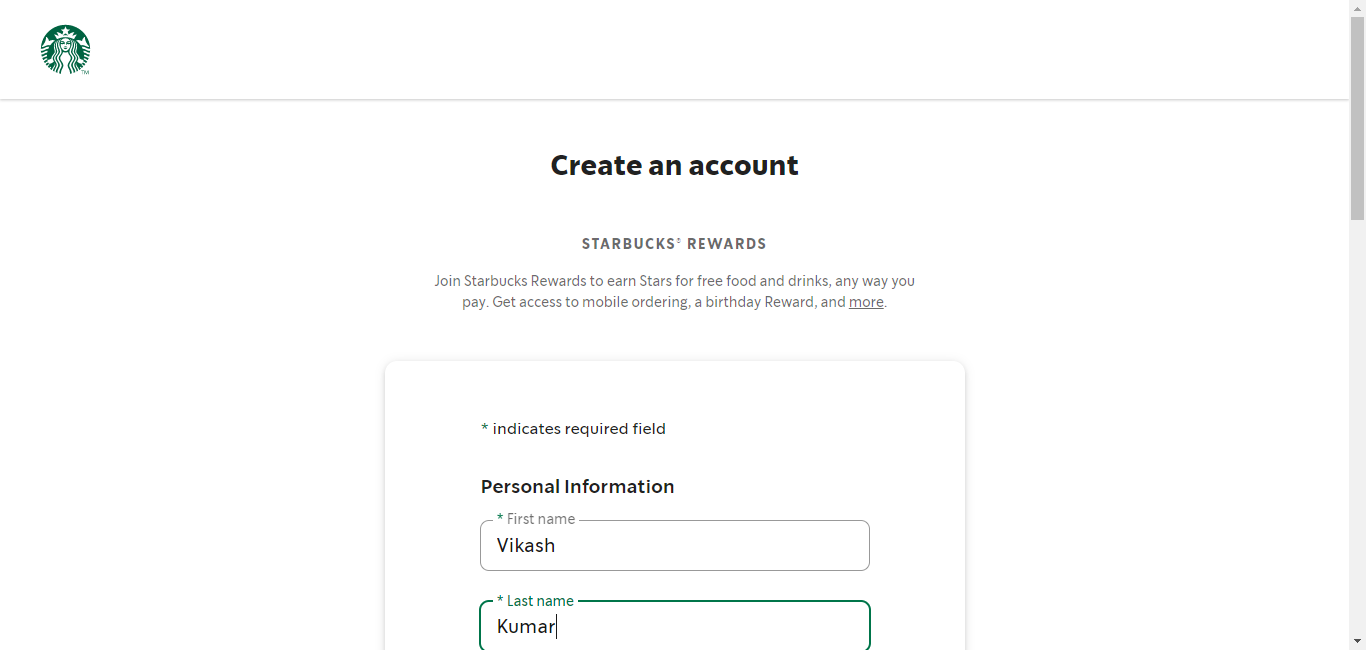 TM
Create an account
STARBUCKS® REWARDS
Join Starbucks Rewards to earn Stars for free food and drinks, any way you
pay. Get access to mobile ordering, a birthday Reward, and more.
* indicates required field
Personal Information
* First name
Vikash
* Last name
Kumar